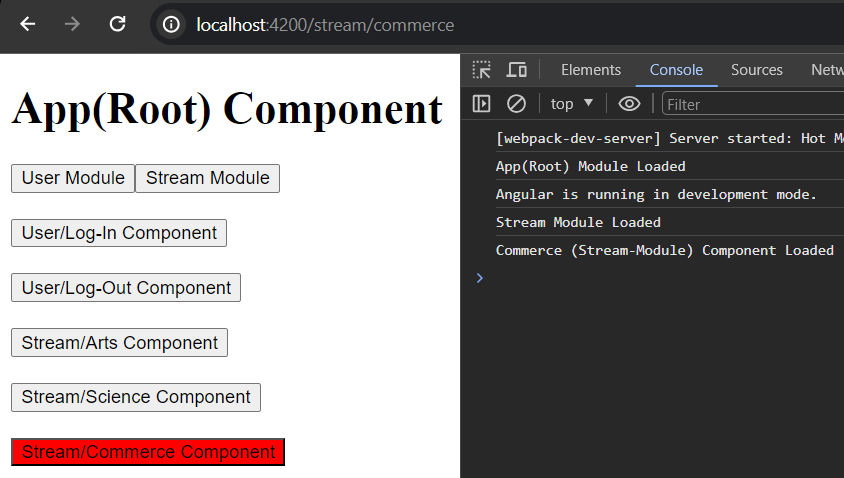 localhost:4200/stream/commerce
Elements Console Sources
top Filter
App(Root) Component
User Module Stream Module
User/Log-In Component
User/Log-Out Component
Stream/Arts Component
Stream/Science Component
Stream/Commerce Component
[webpack-dev-server] Server started: Hot
App(Root) Module Loaded
Angular is running in development mode.
Stream Module Loaded
Commerce (Stream-Module) Component Loaded